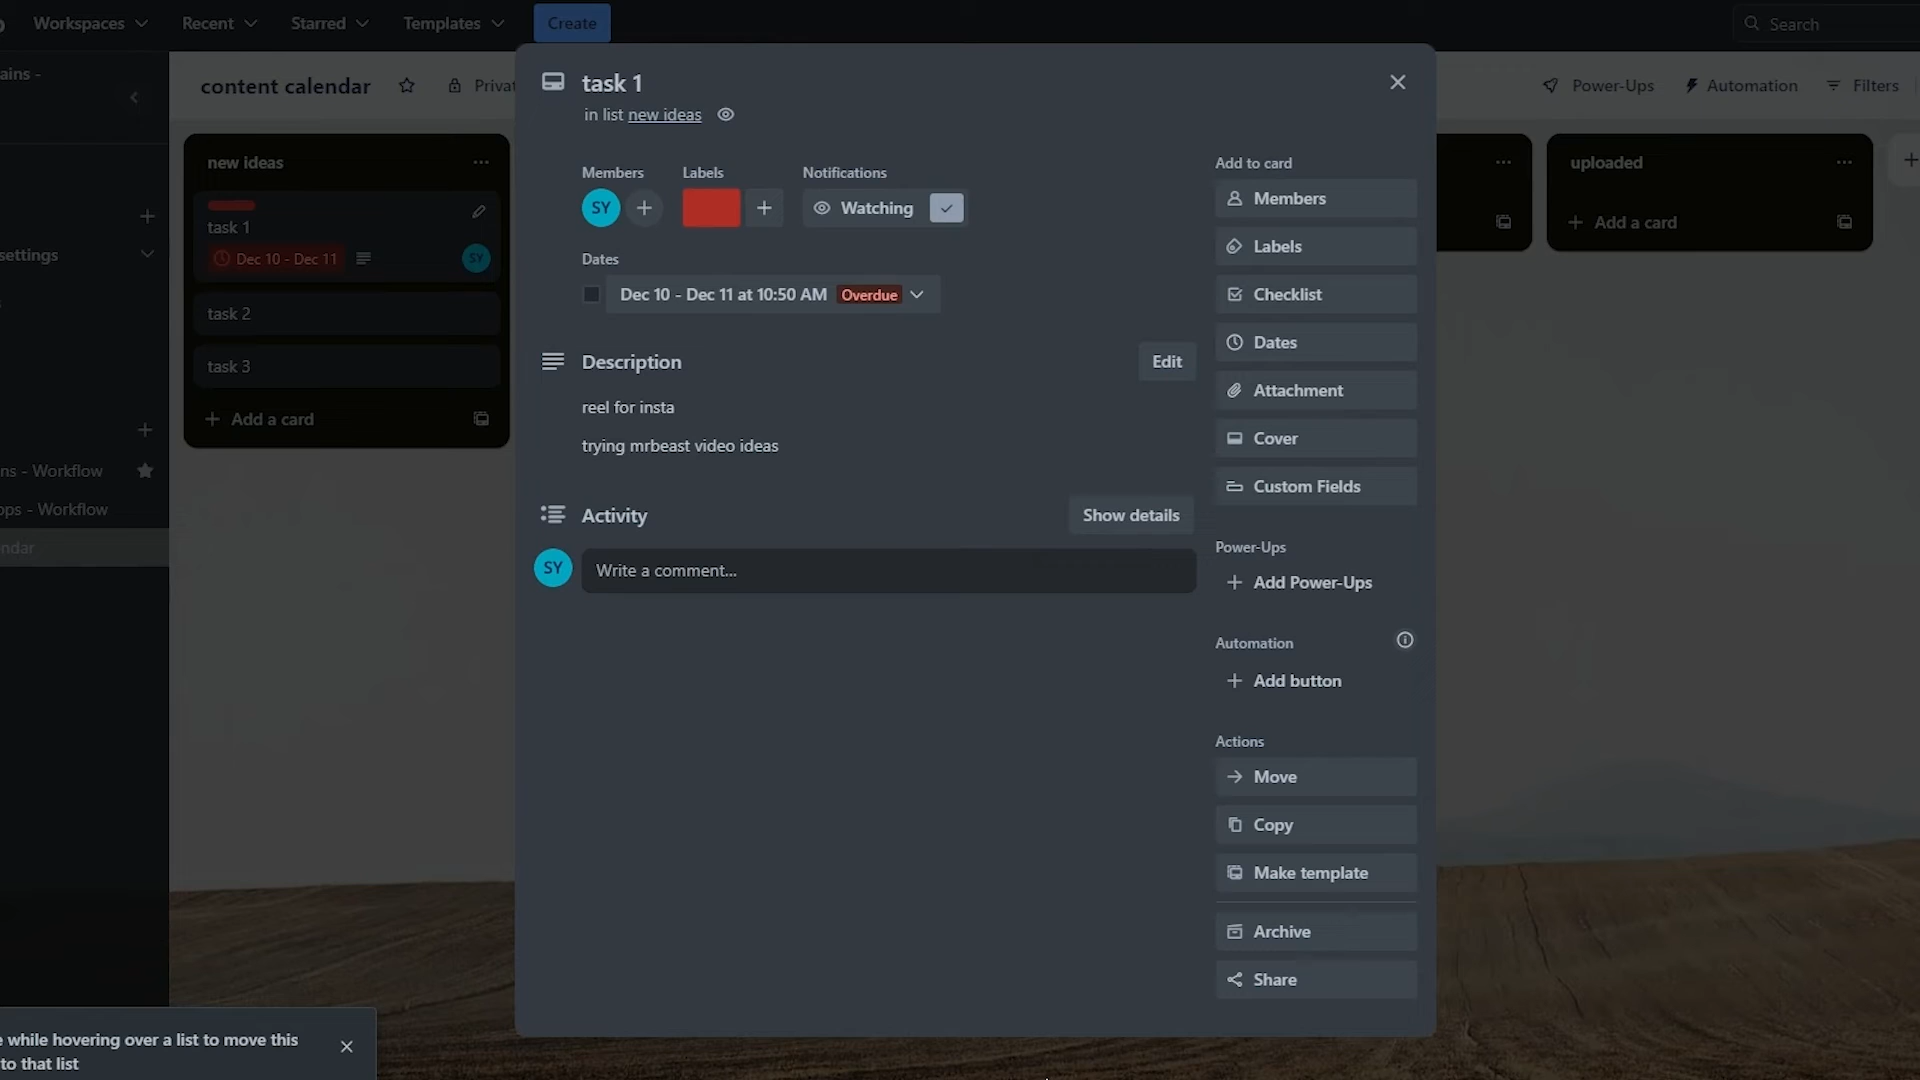 Workspaces
Recent
Starred
Templates
Create
Search
ains -
content calendar
Privat
Power-Ups
Automation
Filters
settings
ns - Workflow
ops - Workflow
ndar
new ideas
task 1
Dec 10 - Dec 11
SY
task 2
task 3
Add a card
uploaded
Add a card
task 1
in list new ideas
Members
Labels
Notifications
SY
Watching
Dates
Dec 10 - Dec 11 at 10:50 AM Overdue
Description
Edit
reel for insta
trying mrbeast video ideas
Activity
Show details
SY
Write a comment...
Add to card
Members
Labels
Checklist
Dates
Attachment
Cover
Custom Fields
Power-Ups
Add Power-Ups
Automation
Add button
Actions
Move
Copy
Make template
Archive
Share
e while hovering over a list to move this
to that list